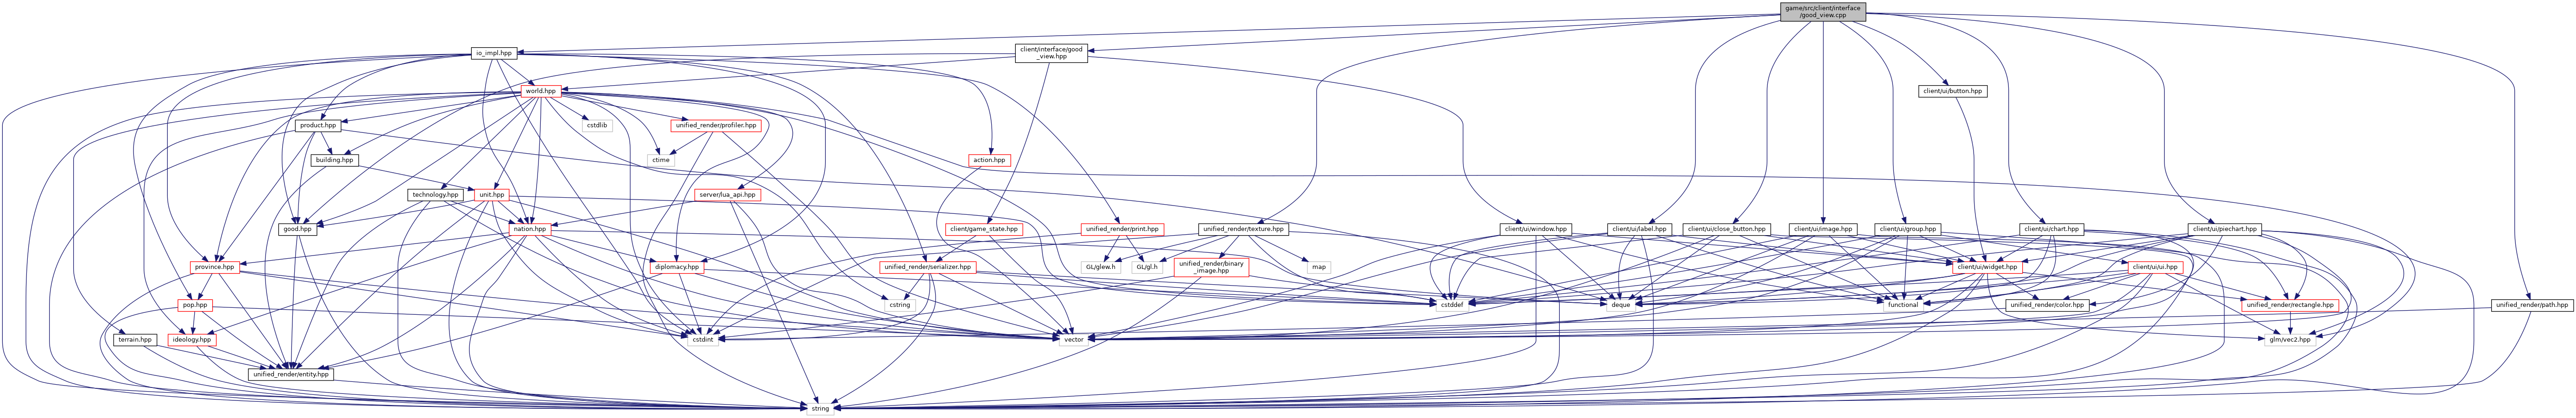 game/src/client/interface
/good_view.cpp
io_impl.hpp
client/interface/good
_view.hpp
world.hpp
client/ui/button.hpp
product.hpp
cstdlib
unified_render/profiler.hpp
building.hpp
ctime
action.hpp
technology.hpp
unit.hpp
server/lua_api.hpp
good.hpp
nation.hpp
client/game_state.hpp
unified_render/print.hpp
unified_render/texture.hpp
client/ui/window.hpp
client/ui/label.hpp
client/ui/close_button.hpp
client/ui/image.hpp
client/ui/group.hpp
client/ui/chart.hpp
client/ui/piechart.hpp
province.hpp
diplomacy.hpp
unified_render/serializer.hpp
GL/glew.h
GL/gl.h
unified_render/binary
_image.hpp
map
client/ui/widget.hpp
client/ui/ui.hpp
pop.hpp
cstring
cstddef
deque
functional
unified_render/color.hpp
unified_render/rectangle.hpp
unified_render/path.hpp
terrain.hpp
ideology.hpp
cstdint
vector
glm/vec2.hpp
unified_render/entity.hpp
string